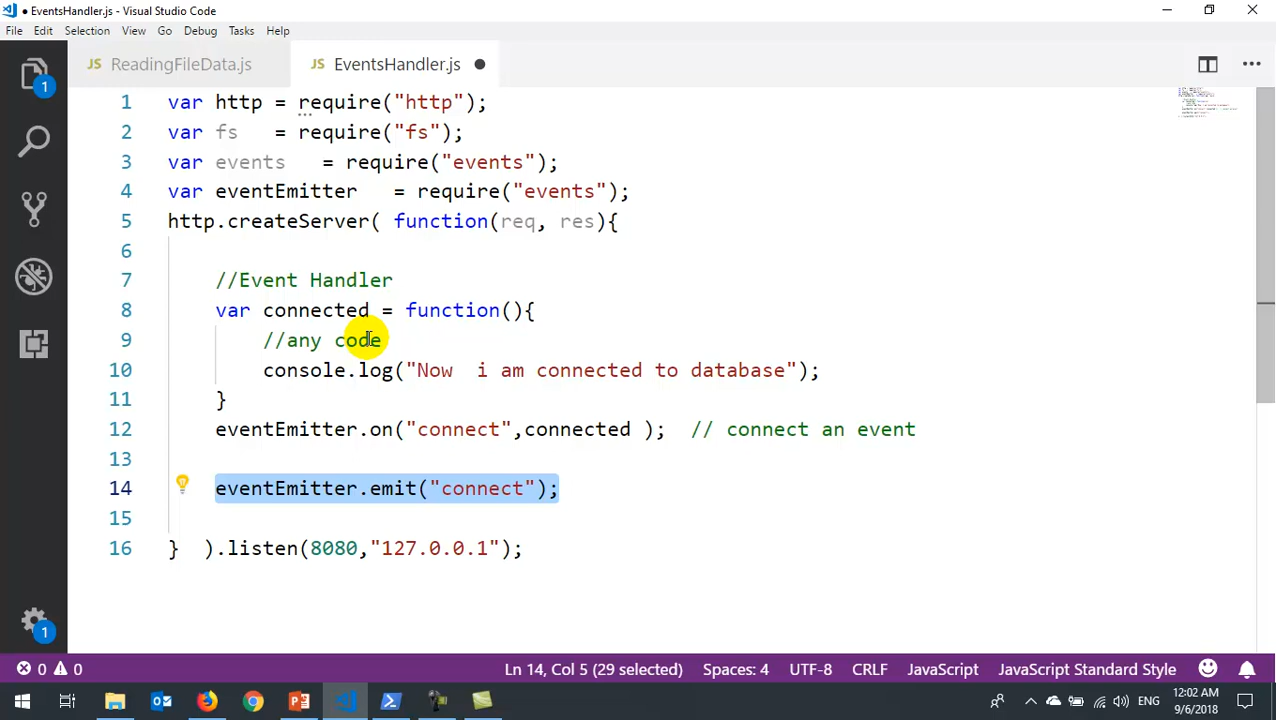 ● EventsHandler.js - Visual Studio Code
File Edit Selection View Go Debug Tasks Help
JS ReadingFileData.js JS EventsHandler.js ●
1 var http = require("http");
2 var fs   = require("fs");
3 var events   = require("events");
4 var eventEmitter   = require("events");
5 http.createServer( function(req, res){
6
7     //Event Handler
8     var connected = function(){
9         //any code
10         console.log("Now  i am connected to database");
11     }
12     eventEmitter.on("connect",connected );  // connect an event
13
14     eventEmitter.emit("connect");
15
16 }  ).listen(8080,"127.0.0.1");
1
1
0 0 Ln 14, Col 5 (29 selected) Spaces: 4 UTF-8 CRLF JavaScript JavaScript Standard Style
ENG 12:02 AM
9/6/2018